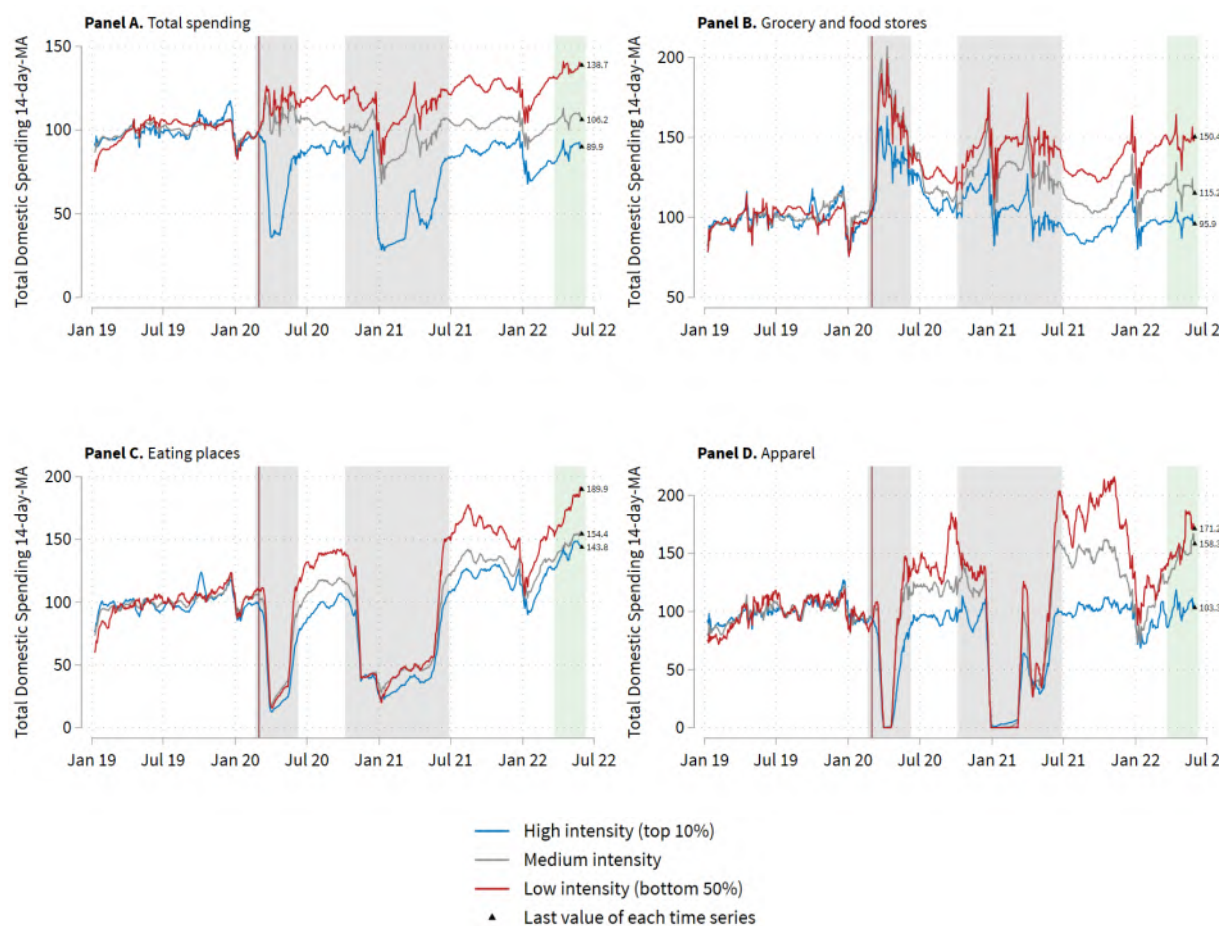 Panel A. Total spending
Total Domestic Spending 14-day-MA
150
100
50
0
138.7
106.2
89.9
Jan 19 Jul 19 Jan 20 Jul 20 Jan 21 Jul 21 Jan 22 Jul 22
Panel B. Grocery and food stores
Total Domestic Spending 14-day-MA
200
150
100
50
150.4
115.2
95.9
Jan 19 Jul 19 Jan 20 Jul 20 Jan 21 Jul 21 Jan 22 Jul 22
Panel C. Eating places
Total Domestic Spending 14-day-MA
200
150
100
50
0
189.9
154.4
143.8
Jan 19 Jul 19 Jan 20 Jul 20 Jan 21 Jul 21 Jan 22 Jul 22
Panel D. Apparel
Total Domestic Spending 14-day-MA
200
150
100
50
0
171.2
158.3
103.3
Jan 19 Jul 19 Jan 20 Jul 20 Jan 21 Jul 21 Jan 22 Jul 2
High intensity (top 10%)
Medium intensity
Low intensity (bottom 50%)
Last value of each time series